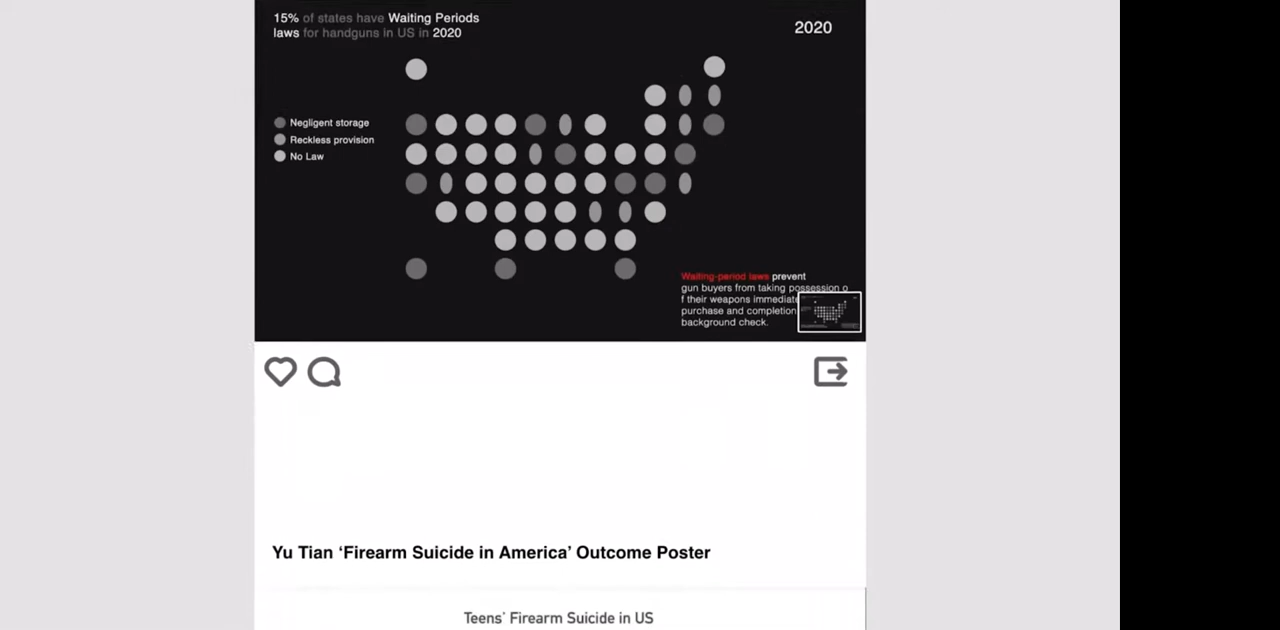 15% of states have Waiting Periods
laws for handguns in US in 2020
2020
Negligent storage
Reckless provision
No Law
Waiting-period laws prevent
gun buyers from taking possession o
f their weapons immediate
purchase and completion
background check.
Yu Tian ‘Firearm Suicide in America’ Outcome Poster
Teens’ Firearm Suicide in US